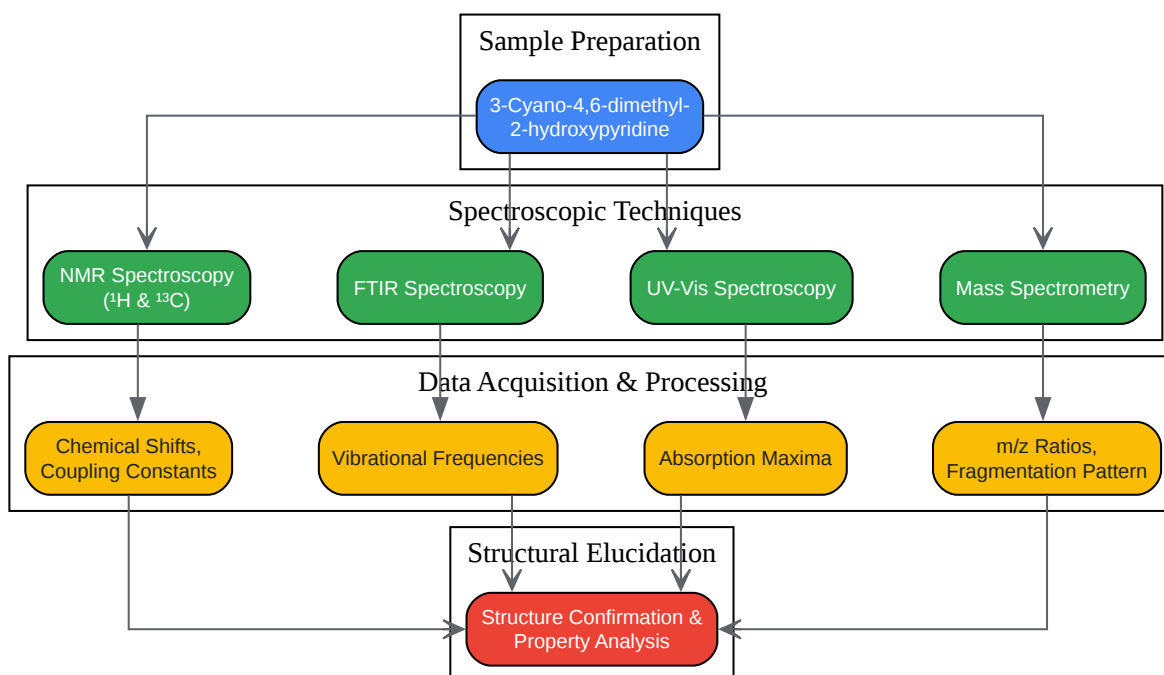 Sample Preparation
3-Cyano-4,6-dimethyl-
2-hydroxypyridine
Spectroscopic Techniques
NMR Spectroscopy
(¹H & ¹³C)
FTIR Spectroscopy
UV-Vis Spectroscopy
Mass Spectrometry
Data Acquisition & Processing
Chemical Shifts,
Coupling Constants
Vibrational Frequencies
Absorption Maxima
m/z Ratios,
Fragmentation Pattern
Structural Elucidation
Structure Confirmation &
Property Analysis